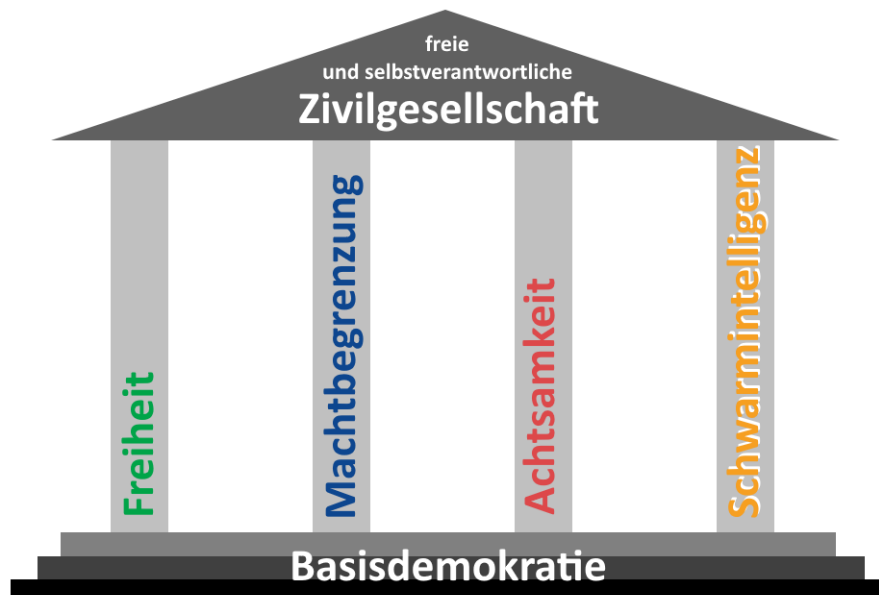 freie
und selbstverantwortliche
Zivilgesellschaft
Freiheit
Machtbegrenzung
Achtsamkeit
Schwarmintelligenz
Basisdemokratie